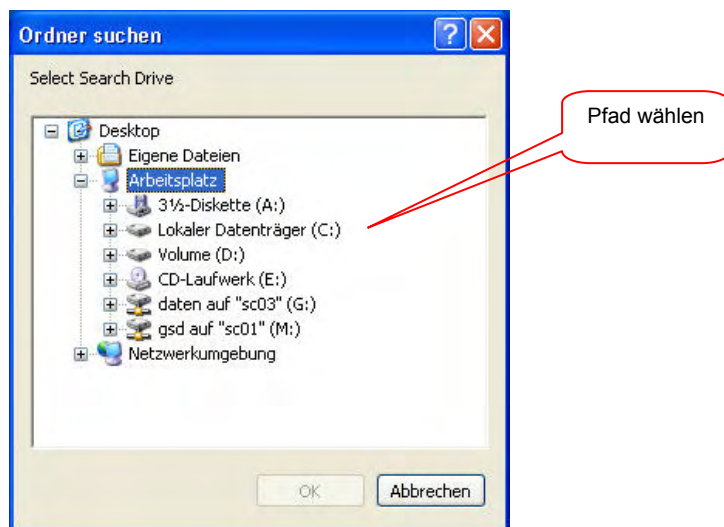 Ordner suchen
Select Search Drive
Pfad wählen
Desktop
Eigene Dateien
Arbeitsplatz
3½-Diskette (A:)
Lokaler Datenträger (C:)
Volume (D:)
CD-Laufwerk (E:)
daten auf "sc03" (G:)
gsd auf "sc01" (M:)
Netzwerkumgebung
OK
Abbrechen